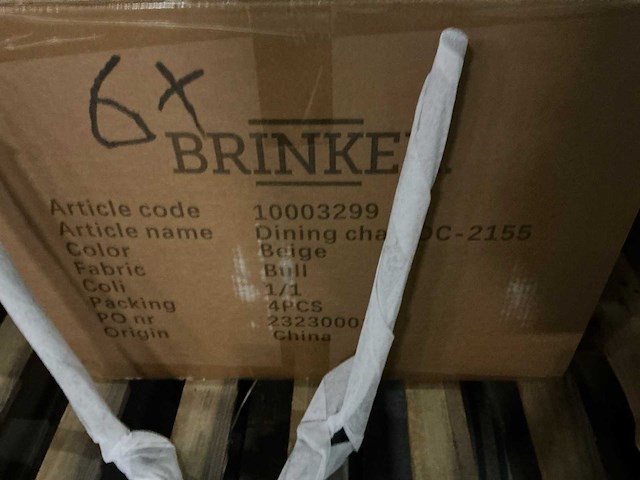 6x
BRINKE
Article code 10003299
Article name Dining cha DC-2155
Color Beige
Fabric Bull
Coli 1/1
Packing 4PCS
PO nr 2323000
Origin China